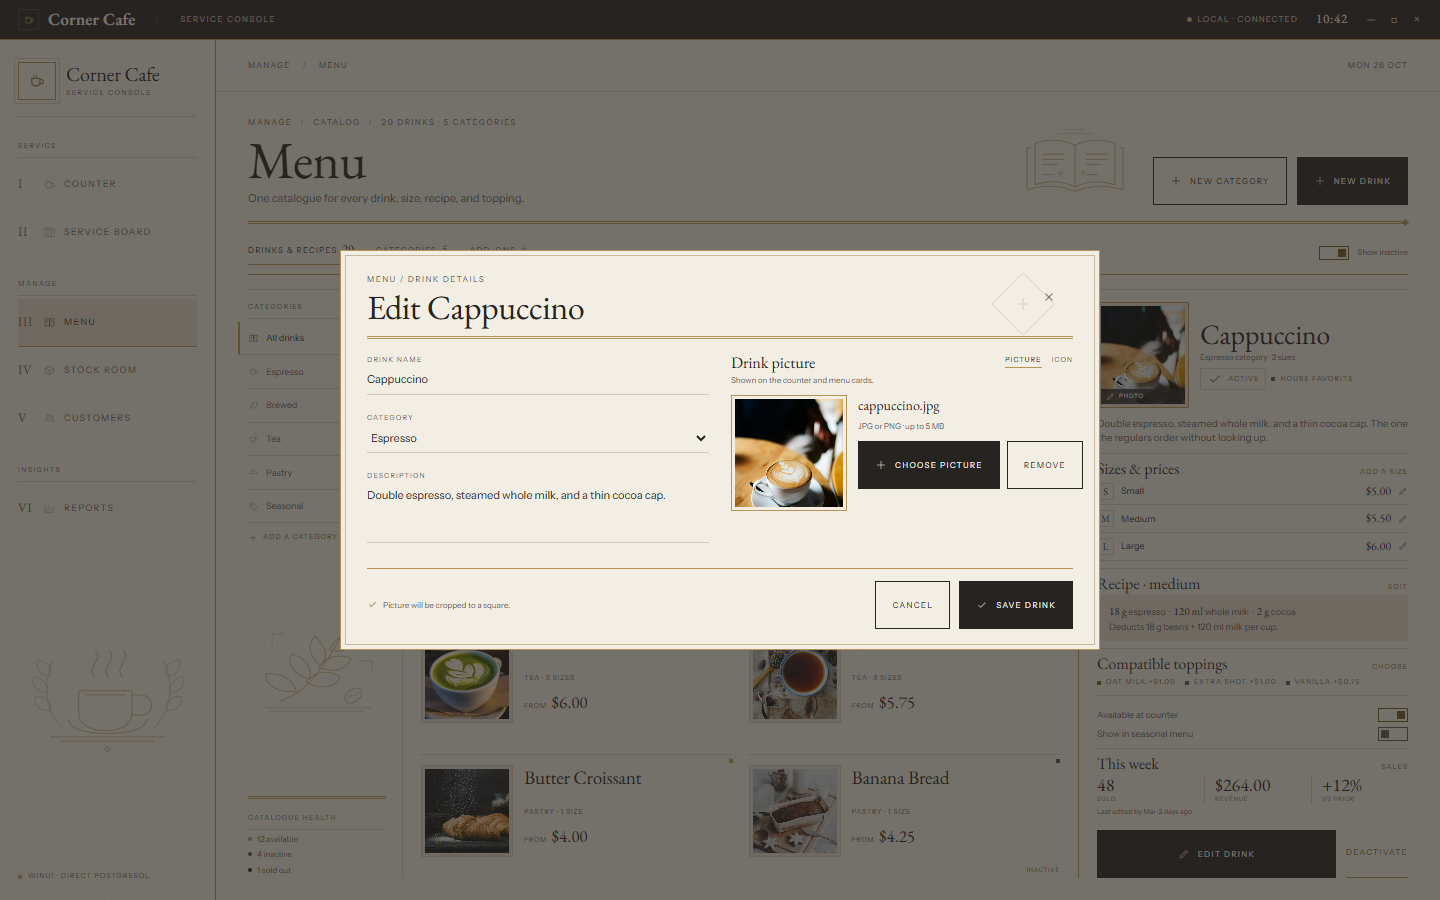 Corner Cafe
SERVICE CONSOLE
LOCAL · CONNECTED
10:42
Corner Cafe
SERVICE CONSOLE
SERVICE
I COUNTER
II SERVICE BOARD
MANAGE
III MENU
IV STOCK ROOM
V CUSTOMERS
INSIGHTS
VI REPORTS
WINUI · DIRECT POSTGRESQL
MANAGE / MENU
MON 26 OCT
MANAGE / CATALOG / 20 DRINKS · 5 CATEGORIES
Menu
One catalogue for every drink, size, recipe, and topping.
NEW CATEGORY
NEW DRINK
DRINKS & RECIPES 20 CATEGORIES 5 ADD-ONS
Show inactive
CATEGORIES
All drinks
Espresso
Brewed
Tea
Pastry
Seasonal
ADD A CATEGORY
CATALOGUE HEALTH
12 available
4 inactive
1 sold out
MENU / DRINK DETAILS
Edit Cappuccino
DRINK NAME
Cappuccino
CATEGORY
Espresso
DESCRIPTION
Double espresso, steamed whole milk, and a thin cocoa cap.
Drink picture
PICTURE ICON
Shown on the counter and menu cards.
cappuccino.jpg
JPG or PNG · up to 5 MB
CHOOSE PICTURE
REMOVE
Picture will be cropped to a square.
CANCEL
SAVE DRINK
TEA · 3 SIZES
FROM $6.00
TEA · 3 SIZES
FROM $5.75
Butter Croissant
PASTRY · 1 SIZE
FROM $4.00
Banana Bread
PASTRY · 1 SIZE
FROM $4.25
INACTIVE
PHOTO
Cappuccino
Espresso category · 3 sizes
ACTIVE
HOUSE FAVORITE
Double espresso, steamed whole milk, and a thin cocoa cap. The one
the regulars order without looking up.
Sizes & prices
ADD A SIZE
S Small $5.00
M Medium $5.50
L Large $6.00
Recipe · medium
EDIT
18 g espresso · 120 ml whole milk · 2 g cocoa
Deducts 18 g beans + 120 ml milk per cup.
Compatible toppings
CHOOSE
OAT MILK +$1.00 EXTRA SHOT +$1.00 VANILLA +$0.75
Available at counter
Show in seasonal menu
This week
SALES
48 $264.00 +12%
SOLD REVENUE VS PRIOR
Last edited by Mai · 2 days ago
EDIT DRINK
DEACTIVATE